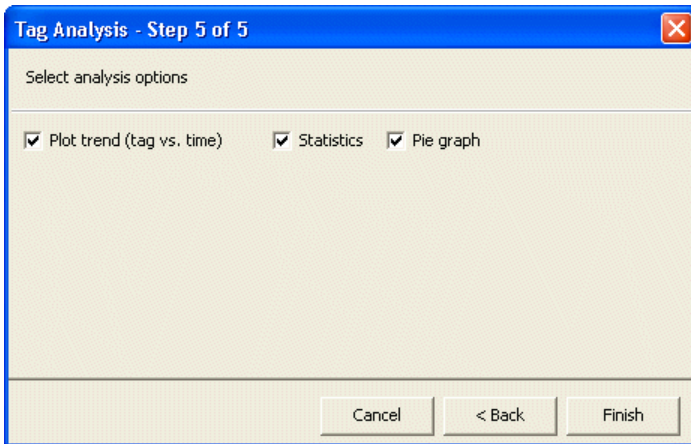 Tag Analysis - Step 5 of 5
Select analysis options
Plot trend (tag vs. time) Statistics Pie graph
Cancel < Back Finish